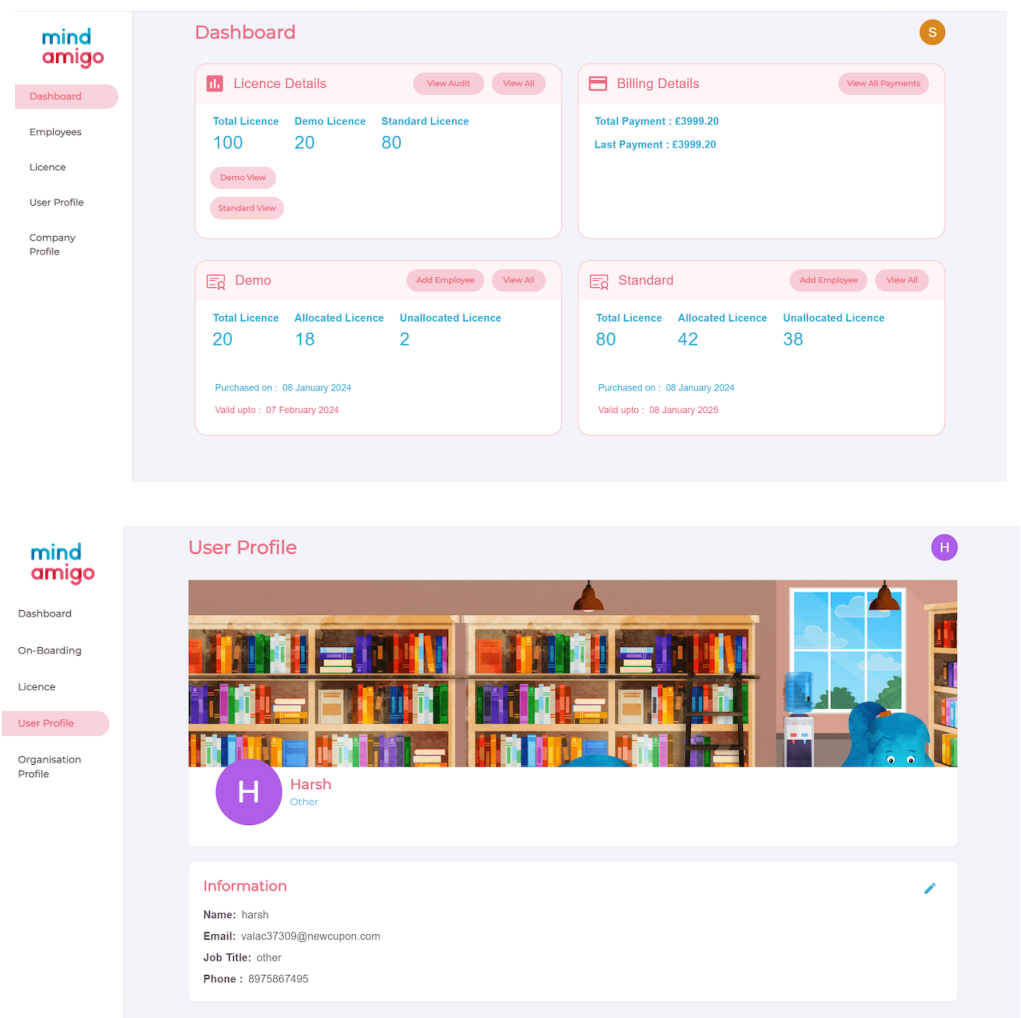 mind
amigo
Dashboard
Employees
Licence
User Profile
Company
Profile
Dashboard
S
Licence Details
View Audit
View All
Total Licence Demo Licence Standard Licence
100 20 80
Demo View
Standard View
Billing Details
View All Payments
Total Payment : £3999.20
Last Payment : £3999.20
Demo
Add Employee
View All
Total Licence Allocated Licence Unallocated Licence
20 18 2
Purchased on : 08 January 2024
Valid upto : 07 February 2024
Standard
Add Employee
View All
Total Licence Allocated Licence Unallocated Licence
80 42 38
Purchased on : 08 January 2024
Valid upto : 08 January 2025
mind
amigo
Dashboard
On-Boarding
Licence
User Profile
Organisation
Profile
User Profile
H
H
Harsh
Other
Information
Name: harsh
Email: valac37309@newcupon.com
Job Title: other
Phone : 8975867495